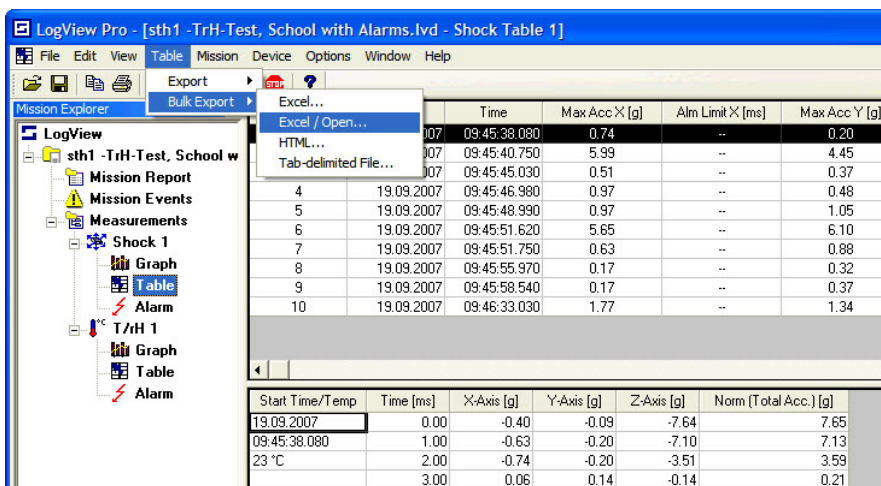 LogView Pro - [sth1 -TrH-Test, School with Alarms.lvd - Shock Table 1]
File Edit View Table Mission Device Options Window Help
STOP ?
Export
Bulk Export
Excel...
Excel / Open...
HTML...
Tab-delimited File...
Mission Explorer
LogView
sth1 -TrH-Test, School w
Mission Report
Mission Events
Measurements
Shock 1
Graph
Table
Alarm
°C T/rH 1
Graph
Table
Alarm
Time Max Acc X [g] Alm Limit X [ms] Max Acc Y [g]
007 09:45:38.080 0.74 -- 0.20
007 09:45:40.750 5.99 -- 4.45
007 09:45:45.030 0.51 -- 0.37
4 19.09.2007 09:45:46.980 0.97 -- 0.48
5 19.09.2007 09:45:48.990 0.97 -- 1.05
6 19.09.2007 09:45:51.620 5.65 -- 6.10
7 19.09.2007 09:45:51.750 0.63 -- 0.88
8 19.09.2007 09:45:55.970 0.17 -- 0.32
9 19.09.2007 09:45:58.540 0.17 -- 0.37
10 19.09.2007 09:46:33.030 1.77 -- 1.34
Start Time/Temp Time [ms] X-Axis [g] Y-Axis [g] Z-Axis [g] Norm (Total Acc.) [g]
19.09.2007 0.00 -0.40 -0.09 -7.64 7.65
09:45:38.080 1.00 -0.63 -0.20 -7.10 7.13
23 °C 2.00 -0.74 -0.20 -3.51 3.59
3.00 0.06 0.14 -0.14 0.21